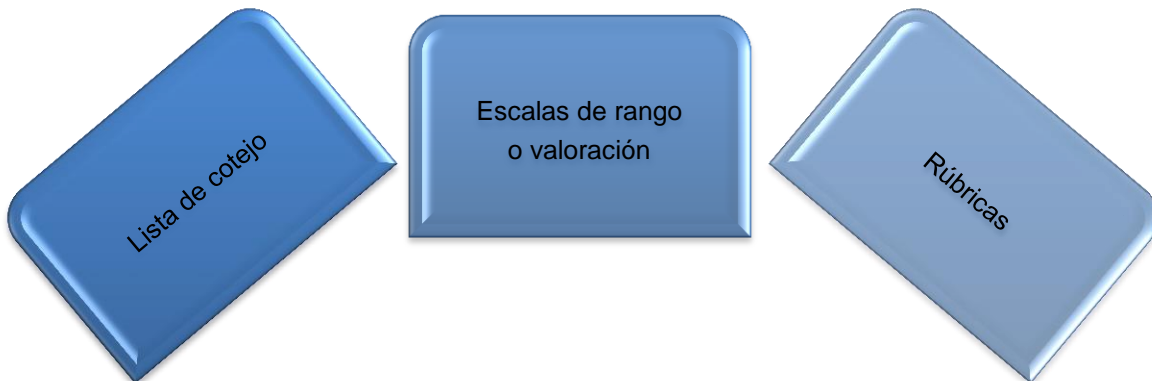 Lista de cotejo
Escalas de rango
o valoración
Rúbricas